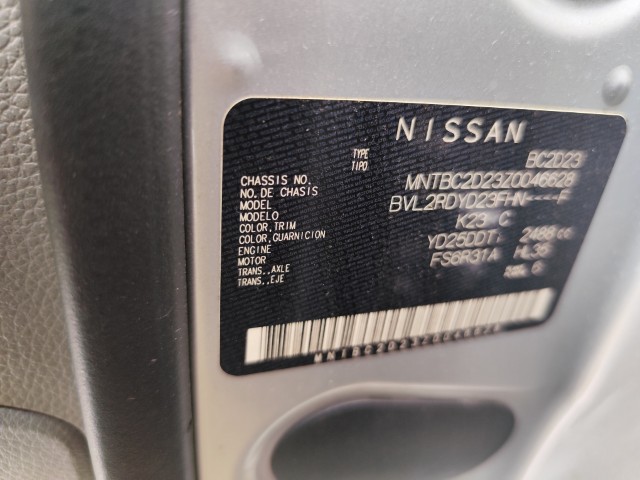 NISSAN
TYPE
TIPO BC2D23
CHASSIS NO. MNTBC2D23Z0046628
NO. DE CHASIS
MODEL BVL2RDYD23FHN----F
MODELO
COLOR, TRIM K23 C
COLOR, GUARNICION
ENGINE YD25DDTi 2488 cc
MOTOR
TRANS., AXLE FS6R31A HL38
TRANS., EJE